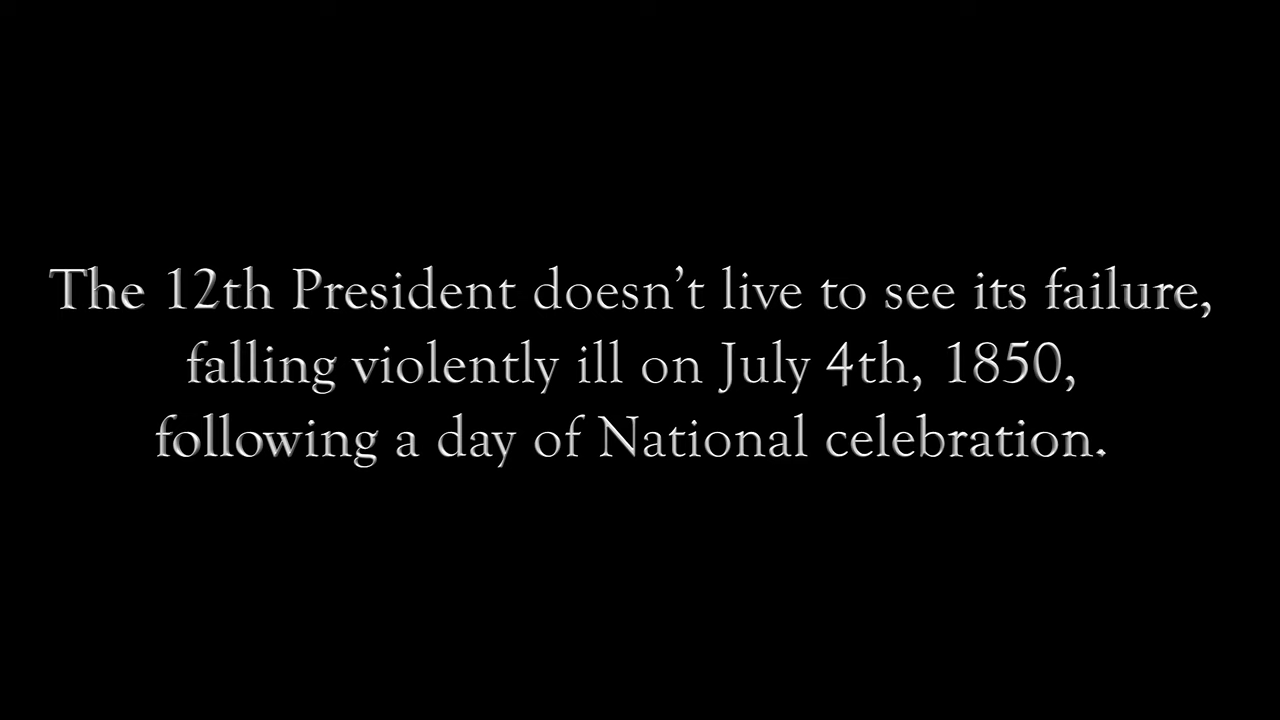 The 12th President doesn’t live to see its failure,
falling violently ill on July 4th, 1850,
following a day of National celebration.